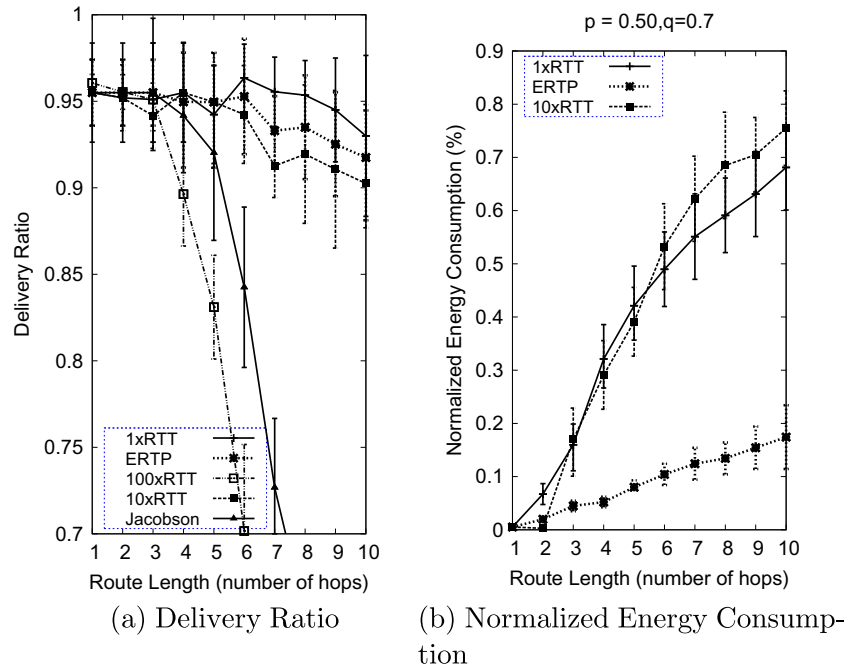 p = 0.50,q=0.7
1
0.95
0.9
0.85
0.8
0.75
0.7
Delivery Ratio
1xRTT
ERTP
100xRTT
10xRTT
Jacobson
1 2 3 4 5 6 7 8 9 10
Route Length (number of hops)
(a) Delivery Ratio
0.9
0.8
0.7
0.6
0.5
0.4
0.3
0.2
0.1
0
Normalized Energy Consumption (%)
1xRTT
ERTP
10xRTT
1 2 3 4 5 6 7 8 9 10
Route Length (number of hops)
(b) Normalized Energy Consump-
tion